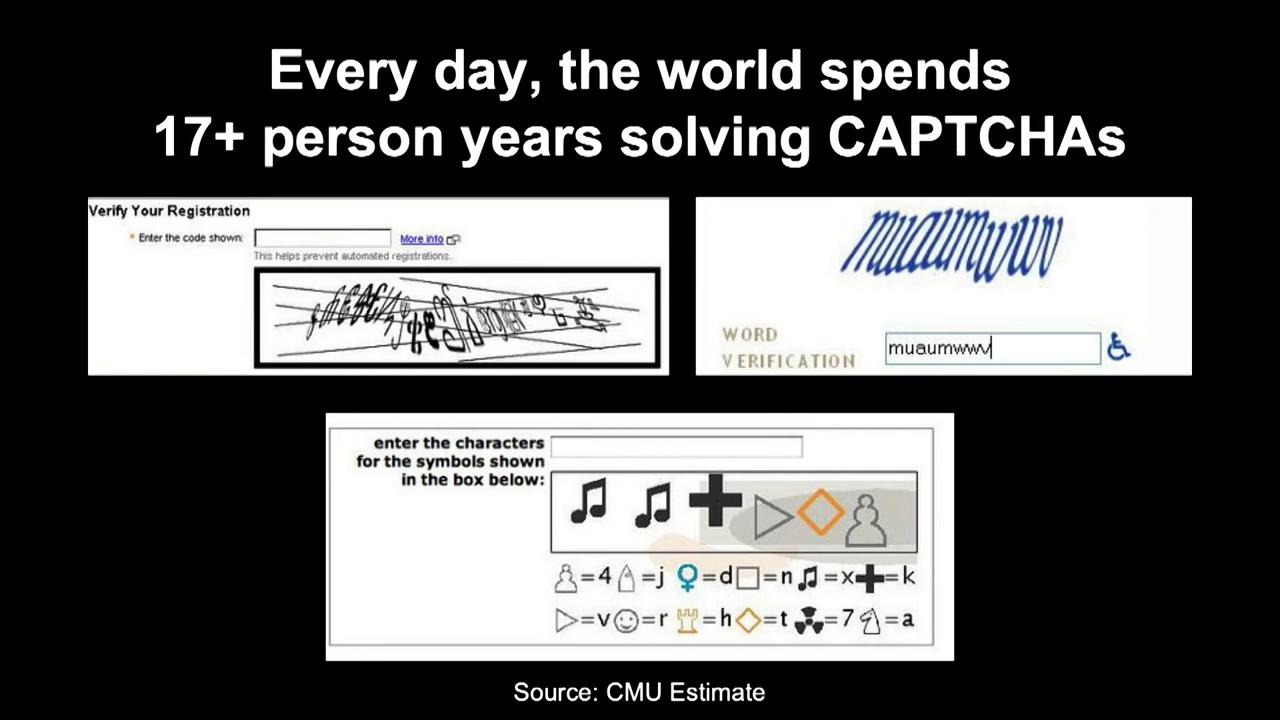 Every day, the world spends
17+ person years solving CAPTCHAs
Verify Your Registration
* Enter the code shown:
More info
This helps prevent automated registrations.
muaumwwv
WORD
VERIFICATION
muaumwwv
enter the characters
for the symbols shown
in the box below:
=4 =j =d =n =x =k
=v =r =h =t =7 =a
Source: CMU Estimate